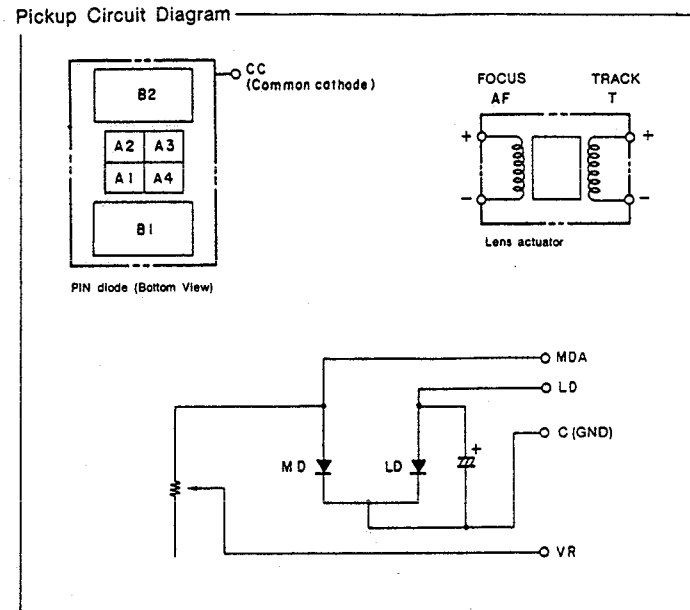 Pickup Circuit Diagram
CC
(Common cathode)
B2
A2 A3
A1 A4
B1
PIN diode (Bottom View)
FOCUS
AF
TRACK
T
+ +
- -
Lens actuator
MDA
LD
C (GND)
MD
LD
+
VR